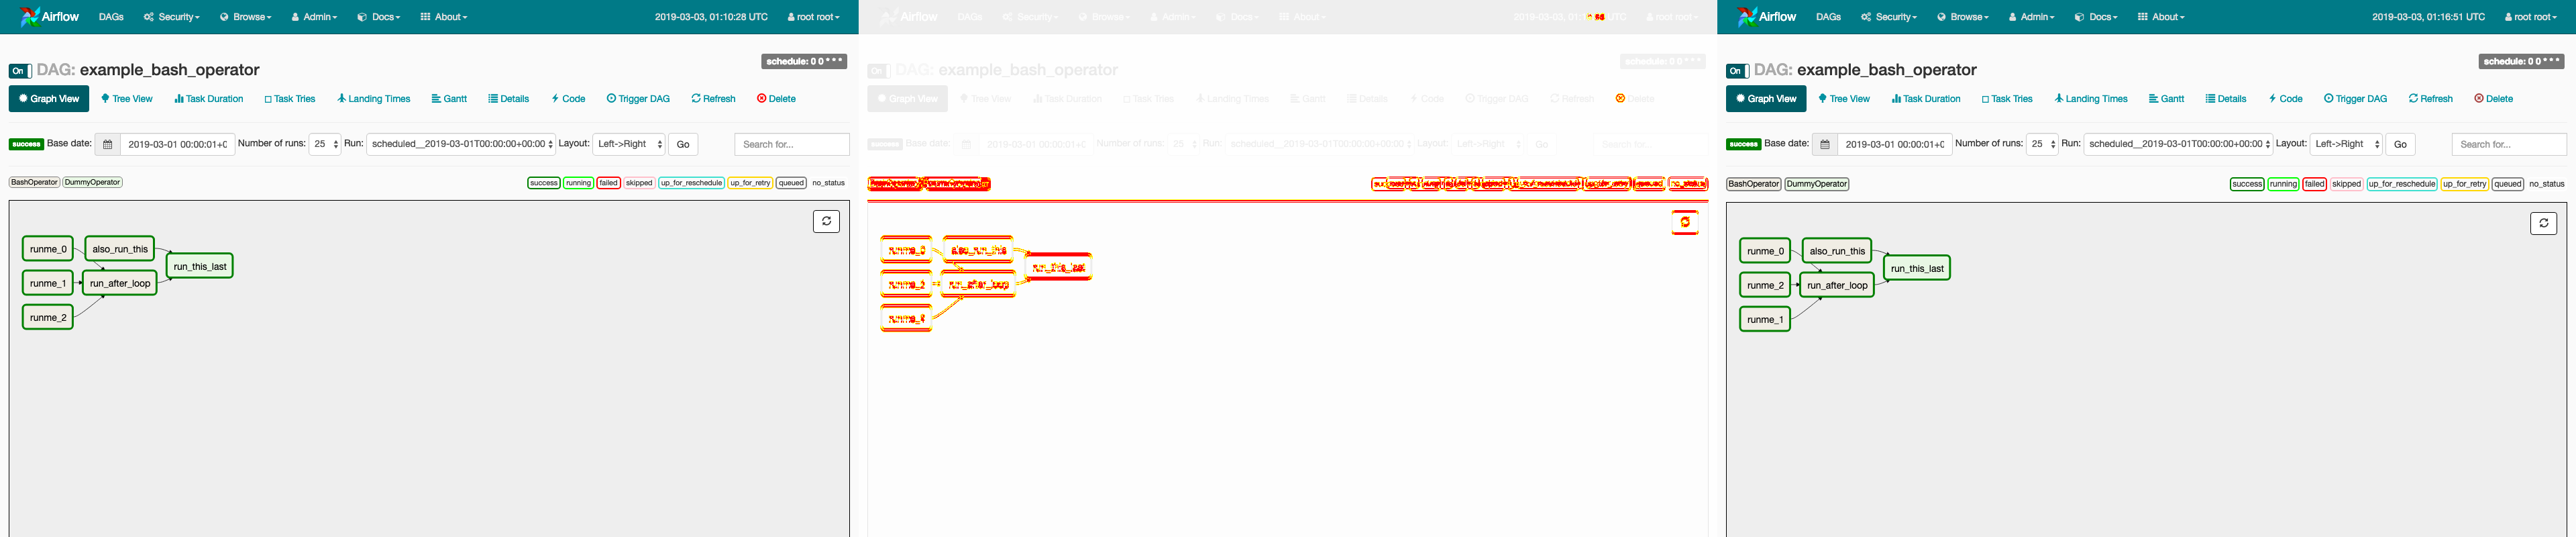 Airflow DAGs Security Browse Admin Docs About 2019-03-03, 01:10:28 UTC root root
schedule: 0 0 * * *
On DAG: example_bash_operator
Graph View Tree View Task Duration Task Tries Landing Times Gantt Details Code Trigger DAG Refresh Delete
success Base date: 2019-03-01 00:00:01+0 Number of runs: 25 Run: scheduled__2019-03-01T00:00:00+00:00 Layout: Left->Right Go Search for...
BashOperator DummyOperator success running failed skipped up_for_reschedule up_for_retry queued no_status
runme_0 also_run_this
run_this_last
runme_1 run_after_loop
runme_2
Airflow DAGs Security Browse Admin Docs About 2019-03-03, UTC root root
schedule: 0 0 * * *
On DAG: example_bash_operator
Graph View Tree View Task Duration Task Tries Landing Times Gantt Details Code Trigger DAG Refresh Delete
success Base date: 2019-03-01 00:00:01+0 Number of runs: 25 Run: scheduled__2019-03-01T00:00:00+00:00 Layout: Left->Right Go Search for...
no_status
runme_0 also_run_this
run_after_loop
Airflow DAGs Security Browse Admin Docs About 2019-03-03, 01:16:51 UTC root root
schedule: 0 0 * * *
On DAG: example_bash_operator
Graph View Tree View Task Duration Task Tries Landing Times Gantt Details Code Trigger DAG Refresh Delete
success Base date: 2019-03-01 00:00:01+0 Number of runs: 25 Run: scheduled__2019-03-01T00:00:00+00:00 Layout: Left->Right Go Search for...
BashOperator DummyOperator success running failed skipped up_for_reschedule up_for_retry queued no_status
runme_0 also_run_this
run_this_last
runme_2 run_after_loop
runme_1